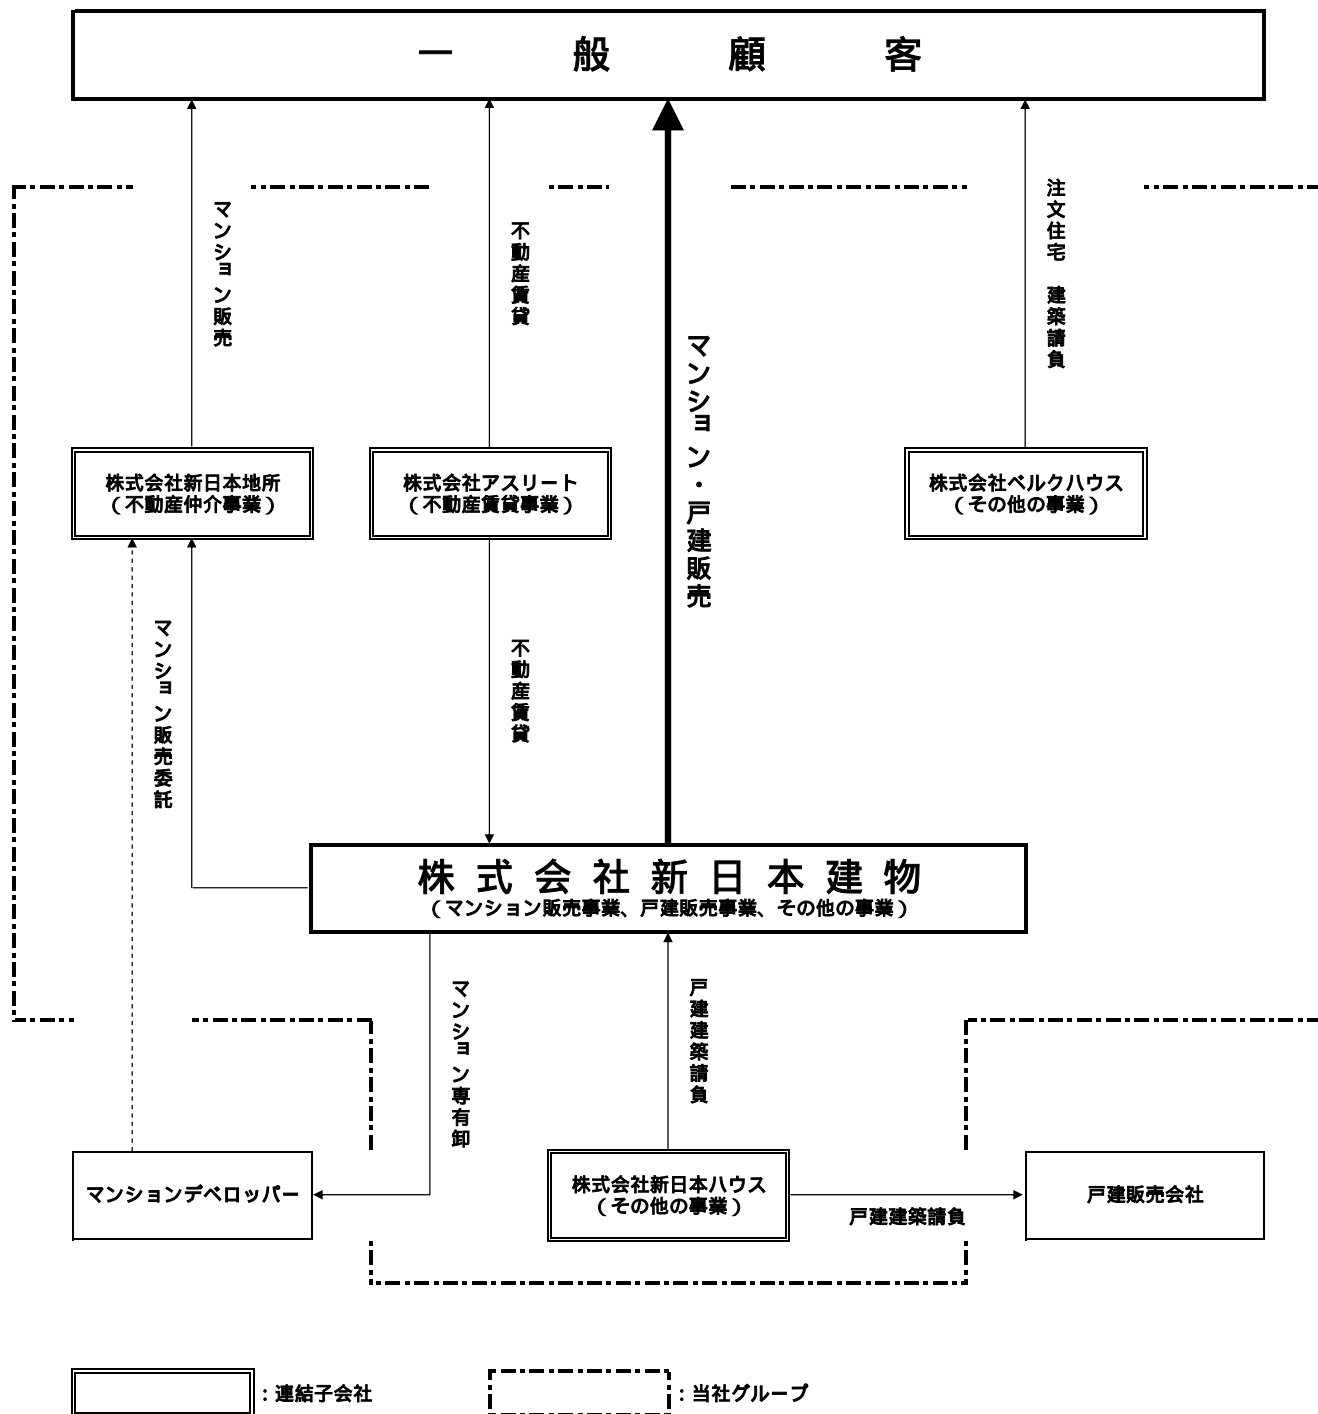 一般顧客
マンション販売
不動産賃貸
マンション・戸建販売
注文住宅　建築請負
株式会社新日本地所
（不動産仲介事業）
株式会社アスリート
（不動産賃貸事業）
株式会社ベルクハウス
（その他の事業）
マンション販売委託
不動産賃貸
株式会社新日本建物
（マンション販売事業、戸建販売事業、その他の事業）
マンション専有卸
戸建建築請負
マンションデベロッパー
株式会社新日本ハウス
（その他の事業）
戸建建築請負
戸建販売会社
：連結子会社
：当社グループ